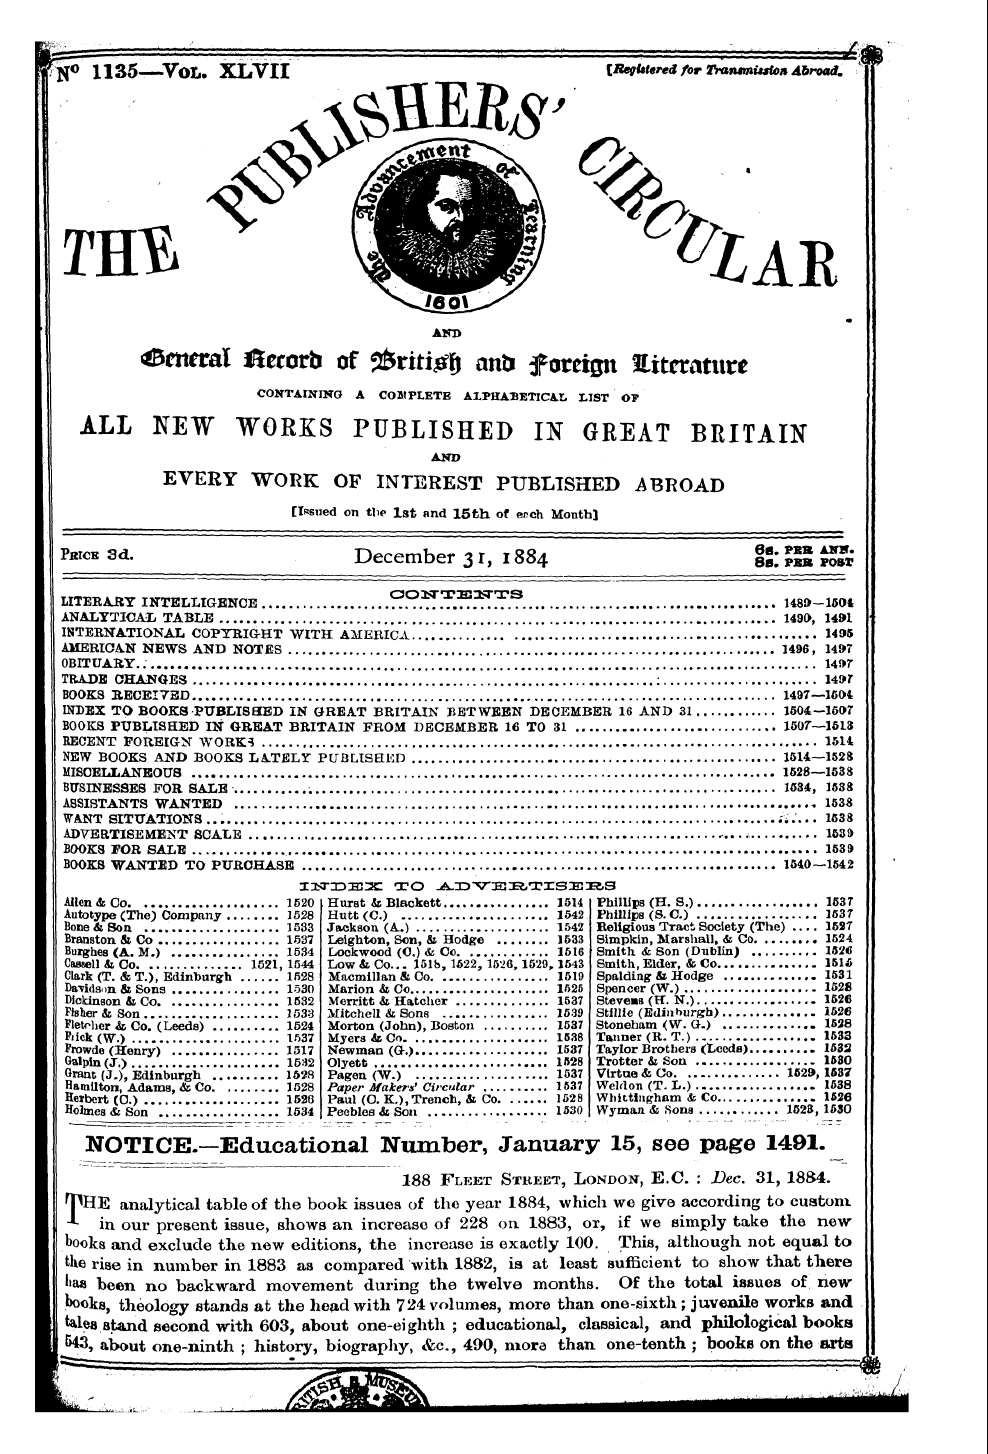 No 1135—VOL. XLVII
[Registered for Transmission Abroad.
THE PUBLISHERS' CIRCULAR
The Advancement of Learning
1601
AND
General Record of British and Foreign Literature
CONTAINING A COMPLETE ALPHABETICAL LIST OF
ALL NEW WORKS PUBLISHED IN GREAT BRITAIN
AND
EVERY WORK OF INTEREST PUBLISHED ABROAD
[Issued on the 1st and 15th of each Month]
PRICE 3d.
December 31, 1884
6s. PER ANN.
8s. PER POST
CONTENTS
LITERARY INTELLIGENCE 1489—1504
ANALYTICAL TABLE 1490, 1491
INTERNATIONAL COPYRIGHT WITH AMERICA 1495
AMERICAN NEWS AND NOTES 1496, 1497
OBITUARY 1497
TRADE CHANGES 1497
BOOKS RECEIVED 1497—1504
INDEX TO BOOKS PUBLISHED IN GREAT BRITAIN BETWEEN DECEMBER 16 AND 31 1504—1507
BOOKS PUBLISHED IN GREAT BRITAIN FROM DECEMBER 16 TO 31 1507—1513
RECENT FOREIGN WORKS 1514
NEW BOOKS AND BOOKS LATELY PUBLISHED 1514—1528
MISCELLANEOUS 1528—1538
BUSINESSES FOR SALE 1534, 1538
ASSISTANTS WANTED 1538
WANT SITUATIONS 1538
ADVERTISEMENT SCALE 1539
BOOKS FOR SALE 1539
BOOKS WANTED TO PURCHASE 1540—1542
INDEX TO ADVERTISERS
Allen & Co. 1520
Autotype (The) Company 1528
Bone & Son 1533
Branston & Co 1537
Burghes (A. M.) 1534
Cassell & Co. 1521, 1544
Clark (T. & T.), Edinburgh 1528
Davidson & Sons 1530
Dickinson & Co. 1532
Fisher & Son 1533
Fletcher & Co. (Leeds) 1524
Flick (W.) 1537
Frowde (Henry) 1517
Galpin (J.) 1532
Grant (J.), Edinburgh 1528
Hamilton, Adams, & Co. 1528
Herbert (C.) 1526
Holmes & Son 1534
Hurst & Blackett 1514
Hutt (C.) 1542
Jackson (A.) 1542
Leighton, Son, & Hodge 1533
Lockwood (C.) & Co. 1516
Low & Co. 1518, 1522, 1526, 1529, 1543
Macmillan & Co. 1519
Marion & Co. 1525
Merritt & Hatcher 1537
Mitchell & Sons 1539
Morton (John), Boston 1537
Myers & Co. 1538
Newman (G.) 1537
Olyett 1528
Pagen (W.) 1537
Paper Makers' Circular 1537
Paul (C. K.), Trench, & Co. 1528
Peebles & Son 1530
Phillips (H. S.) 1537
Phillips (S. C.) 1537
Religious Tract Society (The) 1527
Simpkin, Marshall, & Co. 1524
Smith & Son (Dublin) 1526
Smith, Elder, & Co. 1515
Spalding & Hodge 1531
Spencer (W.) 1528
Stevens (H. N.) 1526
Stillie (Edinburgh) 1526
Stoneham (W. G.) 1528
Tanner (R. T.) 1533
Taylor Brothers (Leeds) 1532
Trotter & Son 1530
Virtue & Co. 1529, 1537
Weldon (T. L.) 1538
Whittingham & Co. 1526
Wyman & Sons 1523, 1530
NOTICE.—Educational Number, January 15, see page 1491.
188 FLEET STREET, LONDON, E.C. : Dec. 31, 1884.
THE analytical table of the book issues of the year 1884, which we give according to custom
in our present issue, shows an increase of 228 on 1883, or, if we simply take the new
books and exclude the new editions, the increase is exactly 100. This, although not equal to
the rise in number in 1883 as compared with 1882, is at least sufficient to show that there
has been no backward movement during the twelve months. Of the total issues of new
books, theology stands at the head with 724 volumes, more than one-sixth ; juvenile works and
tales stand second with 603, about one-eighth ; educational, classical, and philological books
543, about one-ninth ; history, biography, &c., 490, more than one-tenth ; books on the arts
BRITISH MUSEUM